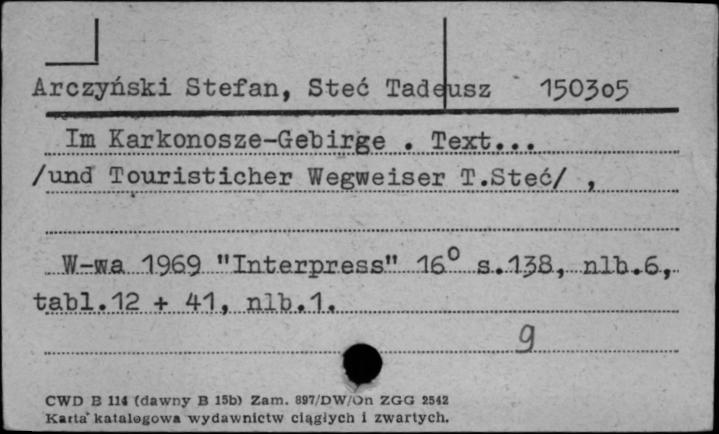 Arczyński Stefan, Steć Tadeusz 150305
Im Karkonosze-Gebirge . Text...
/und Touristicher Wegweiser T.Steć/ ,
W-wa 1969 "Interpress" 16° s.138, nlb.6,
tabl.12 + 41, nlb.1.
9
CWD B 114 (dawny B 15b) Zam. 897/DW/On ZGG 2542
Karta katalogowa wydawnictw ciągłych i zwartych.